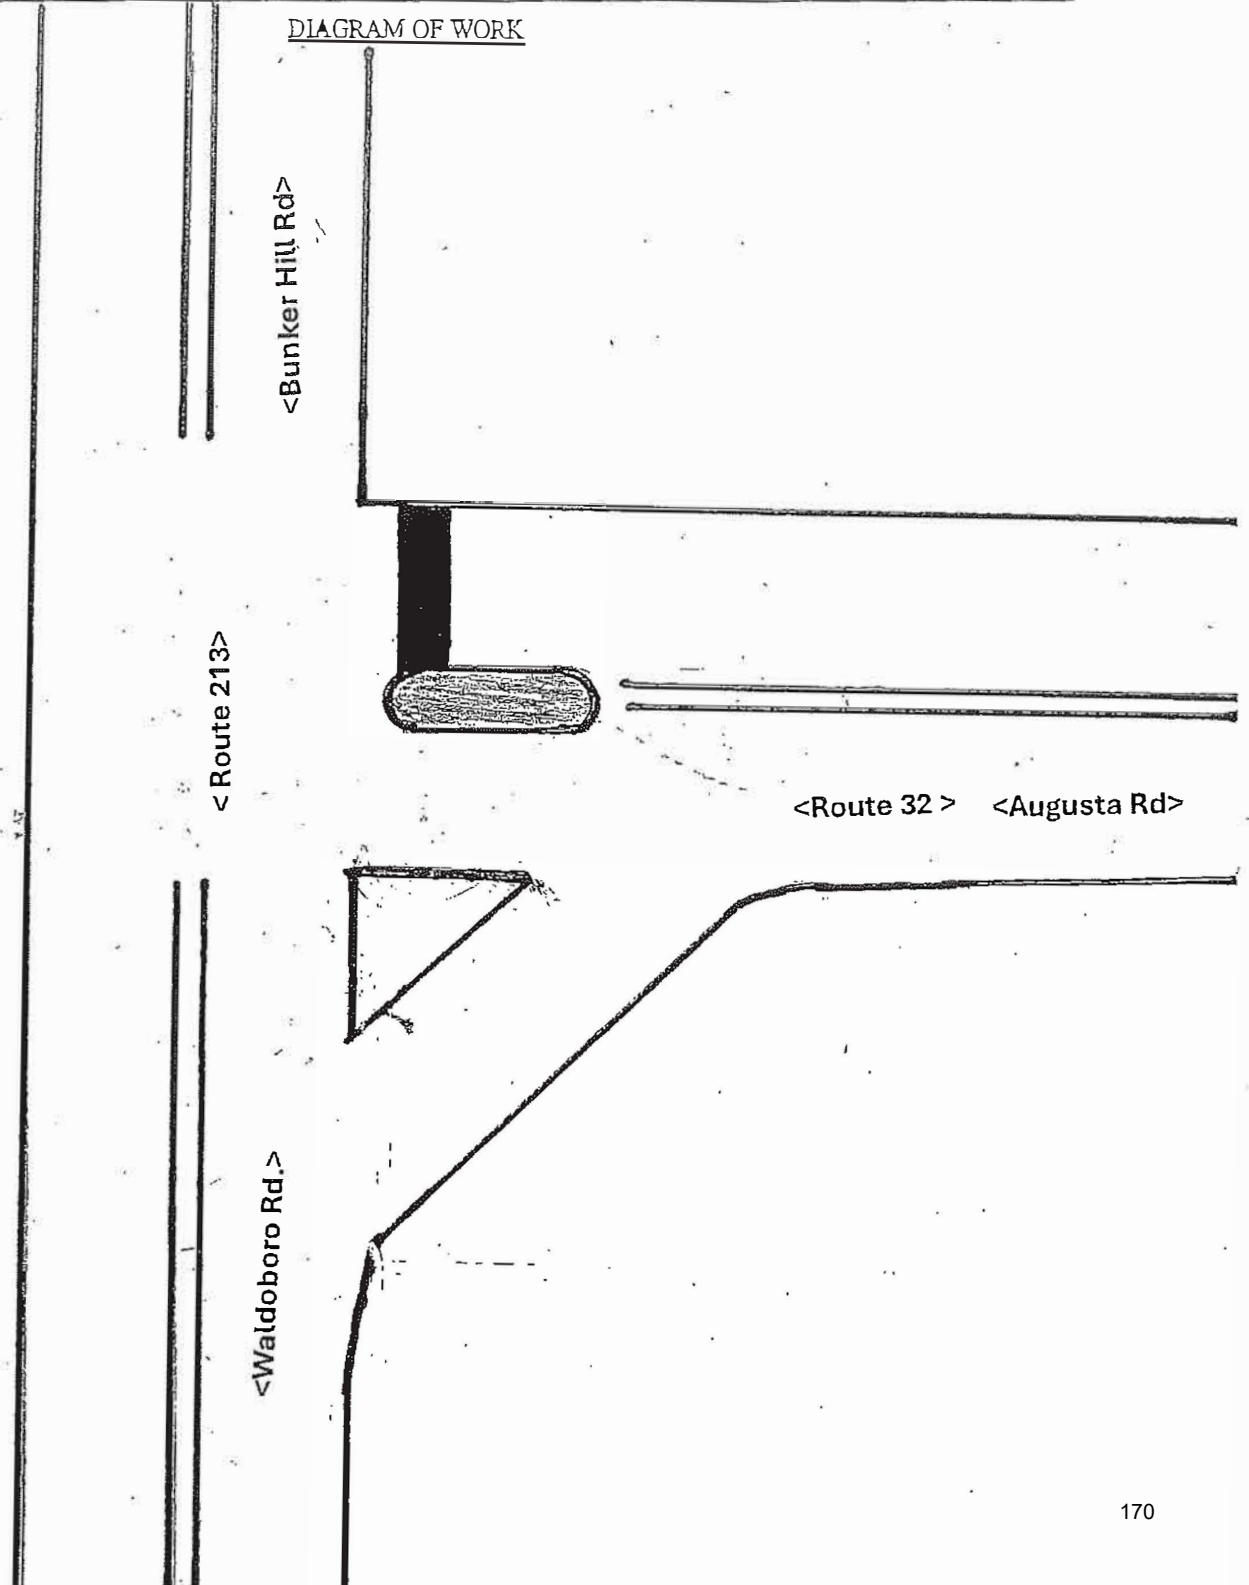 DIAGRAM OF WORK
<Bunker Hill Rd>
< Route 213>
<Route 32 > <Augusta Rd>
<Waldoboro Rd.>
170